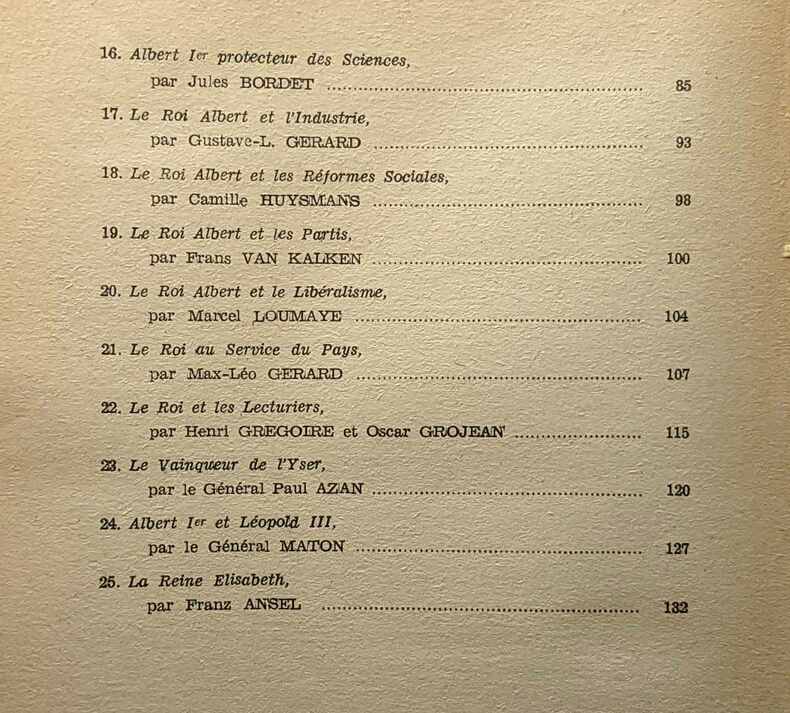 16. Albert Ier protecteur des Sciences,
par Jules BORDET ........................................................ 85
17. Le Roi Albert et l'Industrie,
par Gustave-L. GERARD ................................................ 93
18. Le Roi Albert et les Réformes Sociales,
par Camille HUYSMANS ................................................ 98
19. Le Roi Albert et les Partis,
par Frans VAN KALKEN ................................................ 100
20. Le Roi Albert et le Libéralisme,
par Marcel LOUMAYE ................................................... 104
21. Le Roi au Service du Pays,
par Max-Léo GERARD ................................................... 107
22. Le Roi et les Lecturiers,
par Henri GREGOIRE et Oscar GROJEAN ....................... 115
23. Le Vainqueur de l'Yser,
par le Général Paul AZAN ................................................ 120
24. Albert Ier et Léopold III,
par le Général MATON ................................................... 127
25. La Reine Elisabeth,
par Franz ANSEL ......................................................... 132